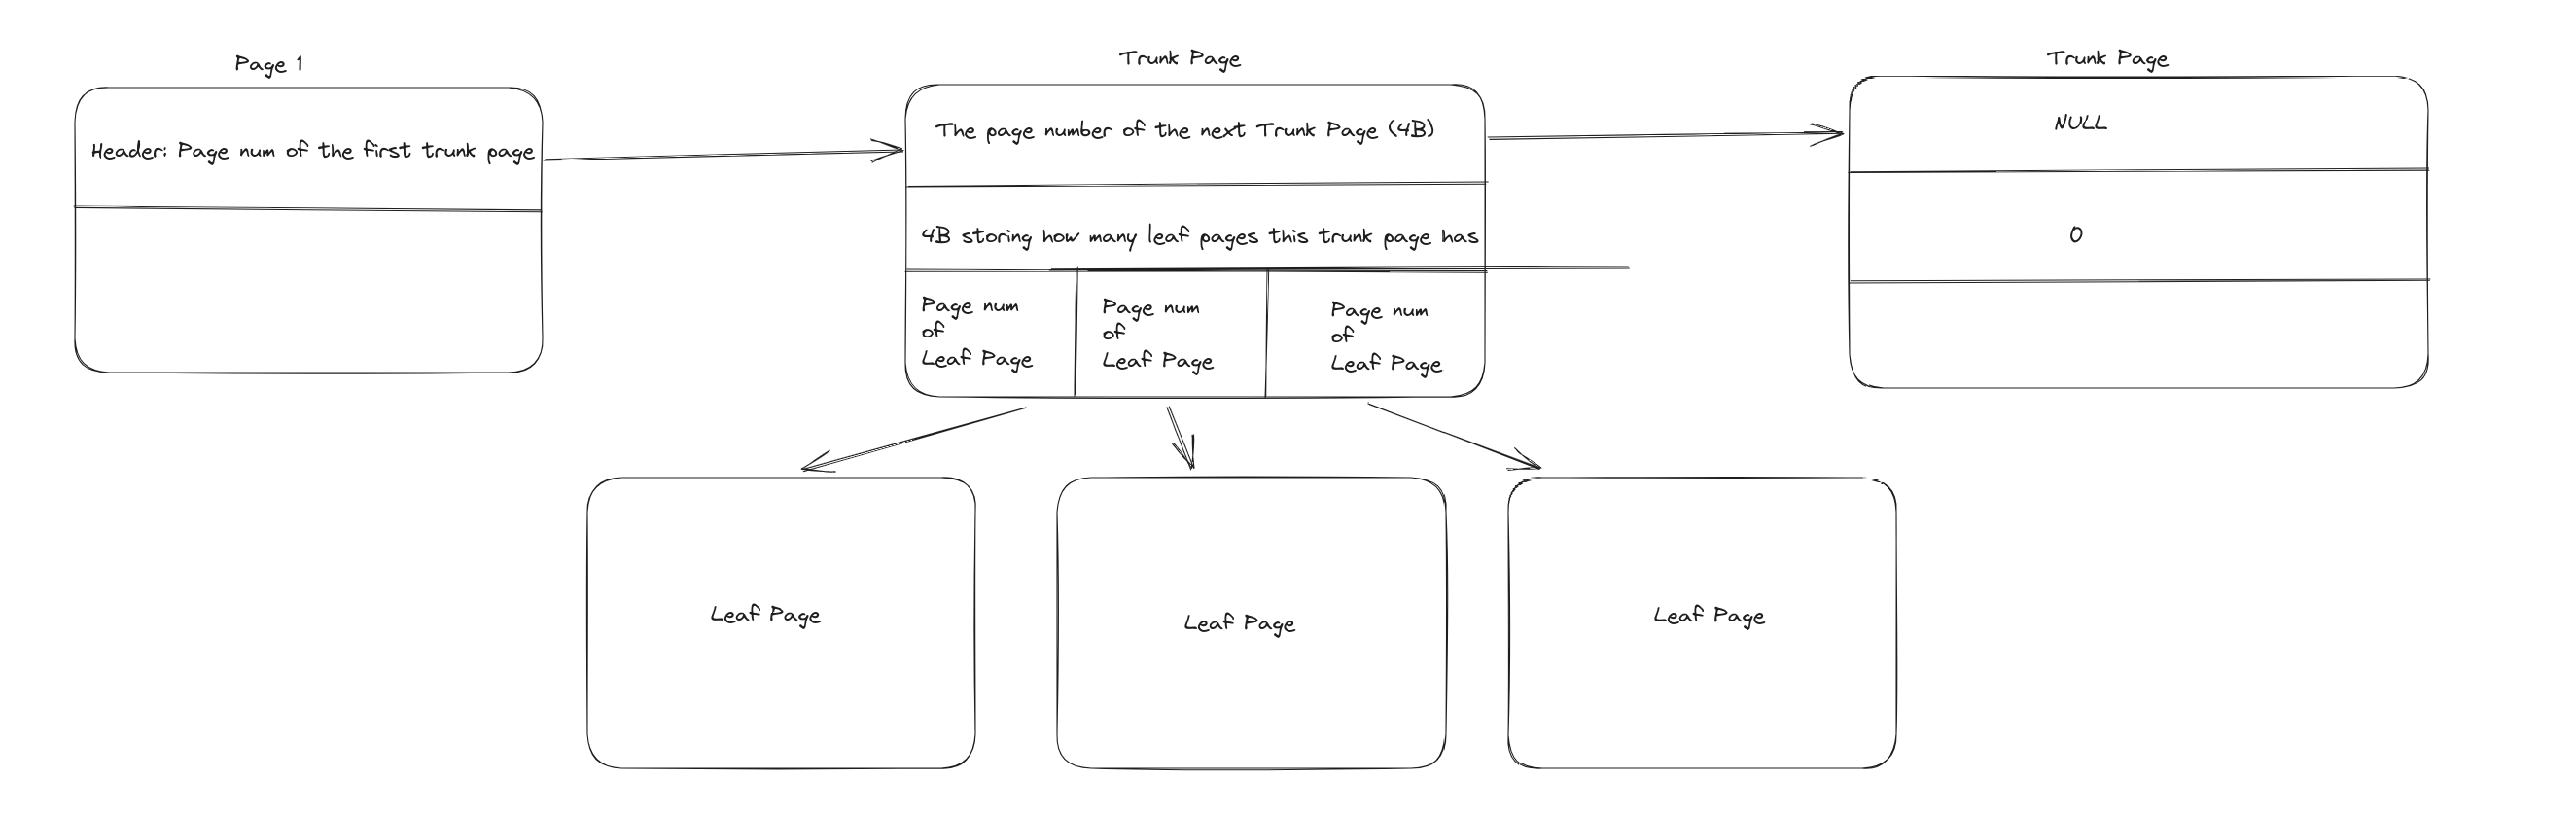 Page 1
Header: Page num of the first trunk page
Trunk Page
The page number of the next Trunk Page (4B)
4B storing how many leaf pages this trunk page has
Page num
of
Leaf Page
Page num
of
Leaf Page
Page num
of
Leaf Page
Trunk Page
NULL
0
Leaf Page
Leaf Page
Leaf Page